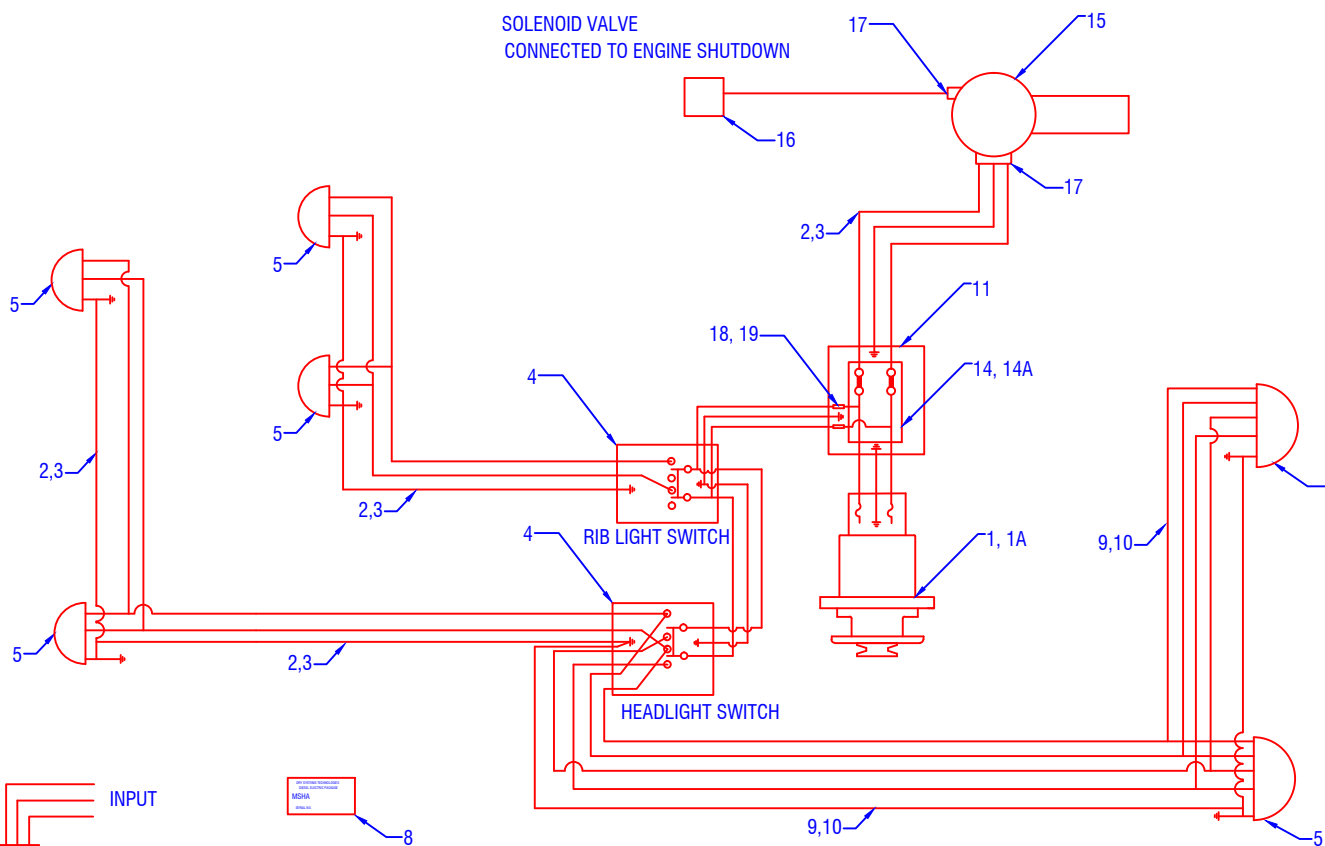 SOLENOID VALVE
CONNECTED TO ENGINE SHUTDOWN
17
15
16
17
2,3
5
5
11
18, 19
14, 14A
4
5
2,3
2,3
RIB LIGHT SWITCH
4
1, 1A
9,10
5
2,3
HEADLIGHT SWITCH
INPUT
MSHA
8
9,10
5